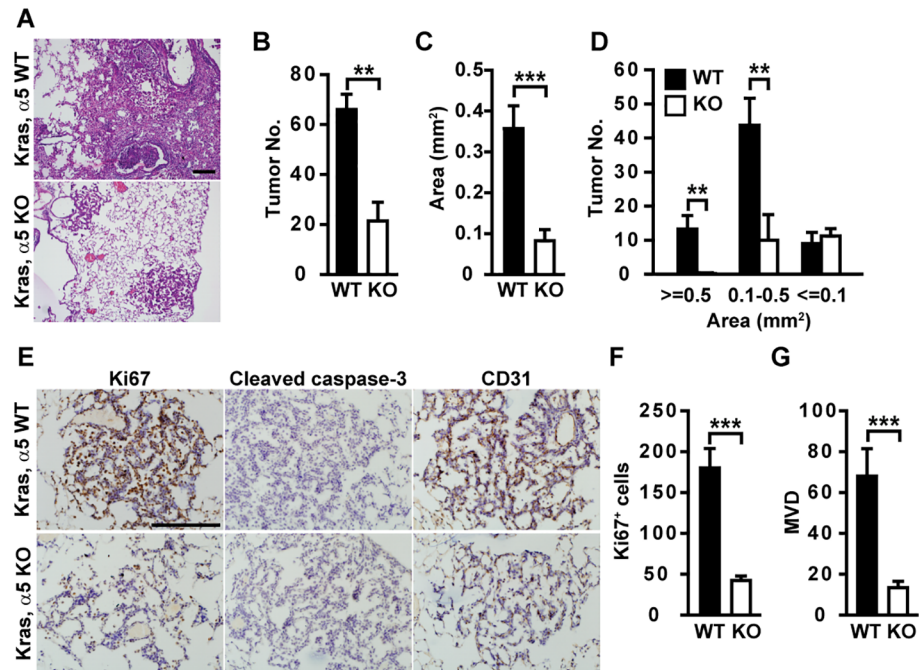 A
Kras, α5 WT
Kras, α5 KO
B
Tumor No.
80
60
40
20
0
**
WT KO
C
Area (mm²)
0.5
0.4
0.3
0.2
0.1
0
***
WT KO
D
Tumor No.
60
50
40
30
20
10
0
WT
KO
**
**
>=0.5 0.1-0.5 <=0.1
Area (mm²)
E
Ki67 Cleaved caspase-3 CD31
Kras, α5 WT
Kras, α5 KO
F
Ki67⁺ cells
250
200
150
100
50
0
***
WT KO
G
MVD
100
80
60
40
20
0
***
WT KO